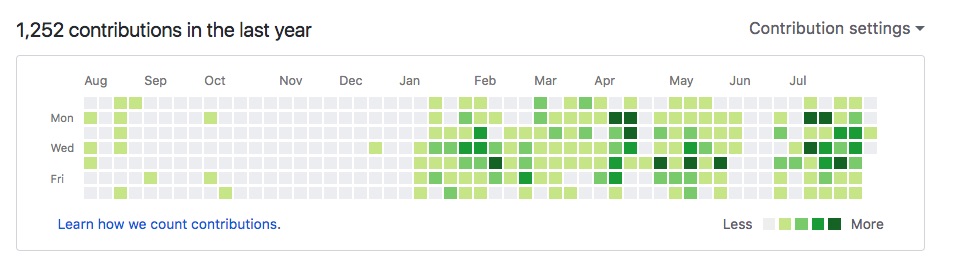 1,252 contributions in the last year
Contribution settings
Aug Sep Oct Nov Dec Jan Feb Mar Apr May Jun Jul
Mon
Wed
Fri
Learn how we count contributions.
Less More